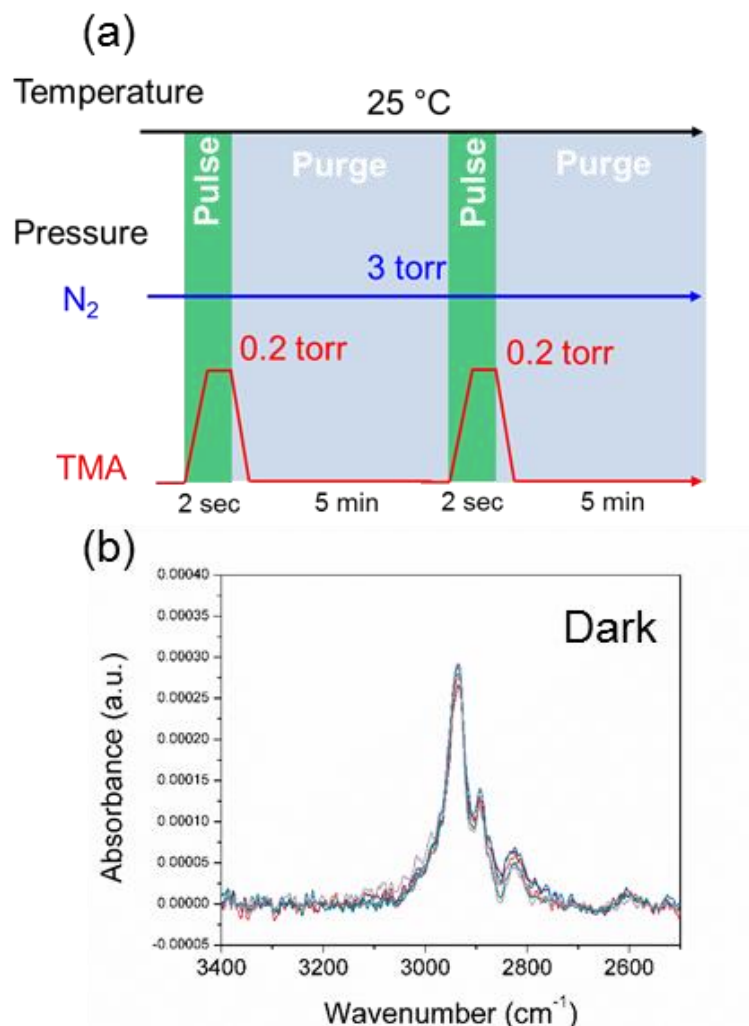 (a)
Temperature
25 °C
Pulse
Purge
Pulse
Purge
Pressure
3 torr
N₂
0.2 torr
0.2 torr
TMA
2 sec
5 min
2 sec
5 min
(b)
Dark
Absorbance (a.u.)
0.00040
0.00035
0.00030
0.00025
0.00020
0.00015
0.00010
0.00005
0.00000
-0.00005
3400
3200
3000
2800
2600
Wavenumber (cm⁻¹)